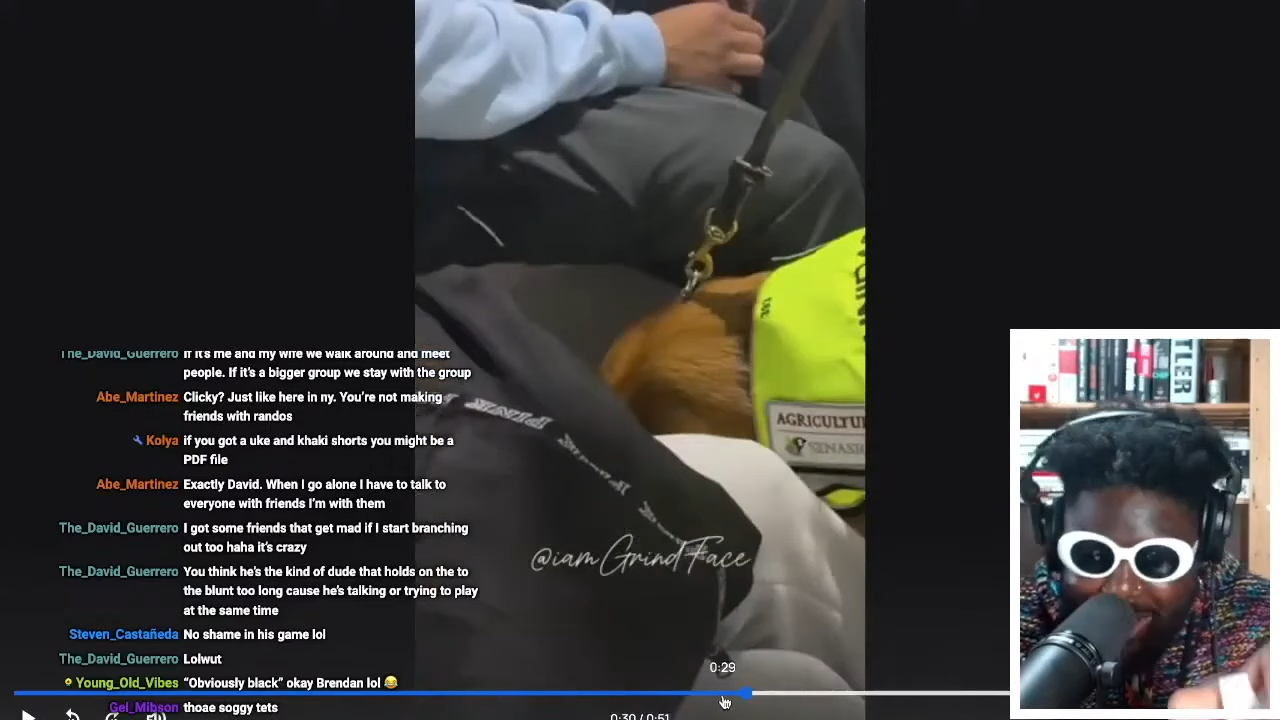 The_David_Guerrero If it's me and my wife we walk around and meet
people. If it's a bigger group we stay with the group
Abe_Martinez Clicky? Just like here in ny. You're not making
friends with randos
Kolya if you got a uke and khaki shorts you might be a
PDF file
Abe_Martinez Exactly David. When I go alone I have to talk to
everyone with friends I'm with them
The_David_Guerrero I got some friends that get mad if I start branching
out too haha it's crazy
The_David_Guerrero You think he's the kind of dude that holds on the to
the blunt too long cause he's talking or trying to play
at the same time
Steven_Castañeda No shame in his game lol
The_David_Guerrero Lolwut
Young_Old_Vibes “Obviously black” okay Brendan lol 😂
Gel_Mibson thoae soggy tets
PINK
AGRICULTU
SENAS
@iamGrindFace
0:29
0:30 / 0:51